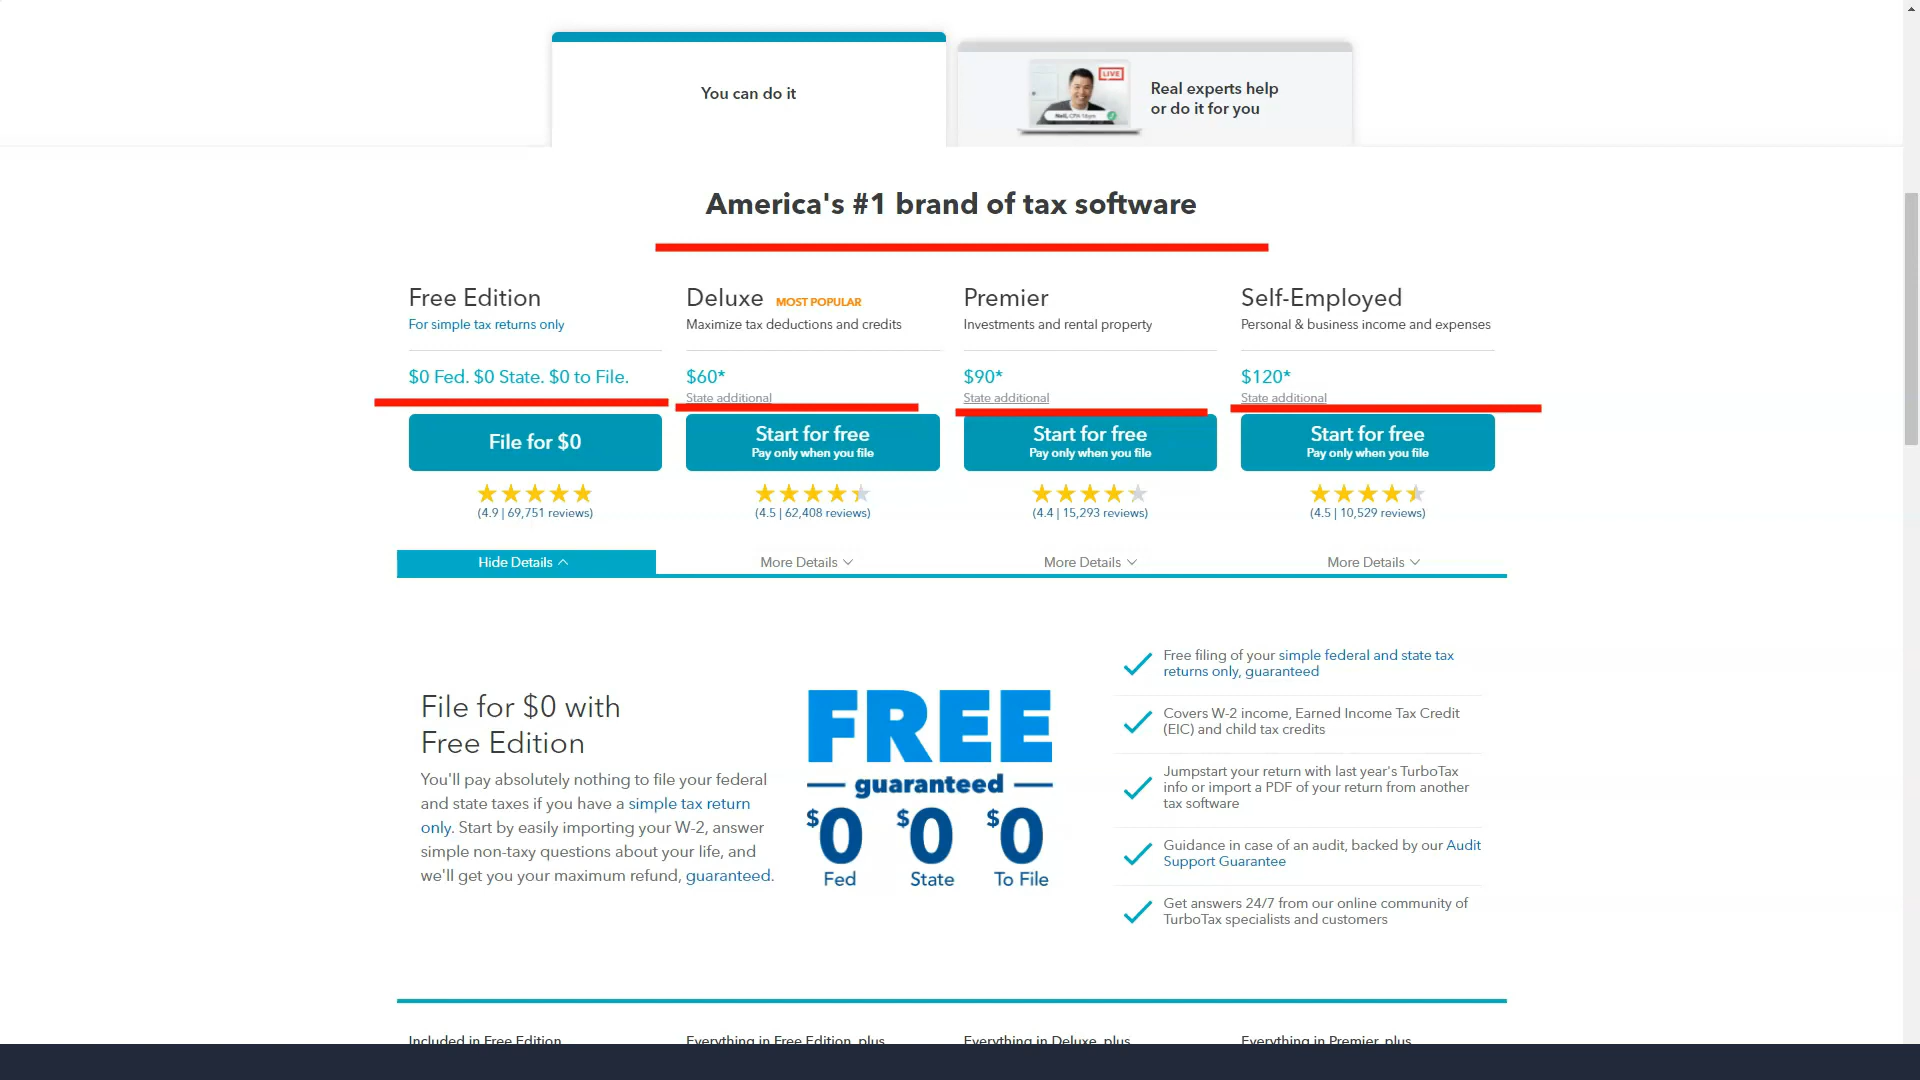 You can do it
LIVE
Real experts help
or do it for you
America's #1 brand of tax software
Free Edition
For simple tax returns only
$0 Fed. $0 State. $0 to File.
File for $0
(4.9 | 69,751 reviews)
Hide Details
Deluxe MOST POPULAR
Maximize tax deductions and credits
$60*
State additional
Start for free
Pay only when you file
(4.5 | 62,408 reviews)
More Details
Premier
Investments and rental property
$90*
State additional
Start for free
Pay only when you file
(4.4 | 15,293 reviews)
More Details
Self-Employed
Personal & business income and expenses
$120*
State additional
Start for free
Pay only when you file
(4.5 | 10,529 reviews)
More Details
File for $0 with
Free Edition
You'll pay absolutely nothing to file your federal
and state taxes if you have a simple tax return
only. Start by easily importing your W-2, answer
simple non-taxy questions about your life, and
we'll get you your maximum refund, guaranteed.
FREE
guaranteed
$0 $0 $0
Fed State To File
Free filing of your simple federal and state tax
returns only, guaranteed
Covers W-2 income, Earned Income Tax Credit
(EIC) and child tax credits
Jumpstart your return with last year's TurboTax
info or import a PDF of your return from another
tax software
Guidance in case of an audit, backed by our Audit
Support Guarantee
Get answers 24/7 from our online community of
TurboTax specialists and customers
Included in Free Edition
Everything in Free Edition, plus
Everything in Deluxe, plus
Everything in Premier, plus